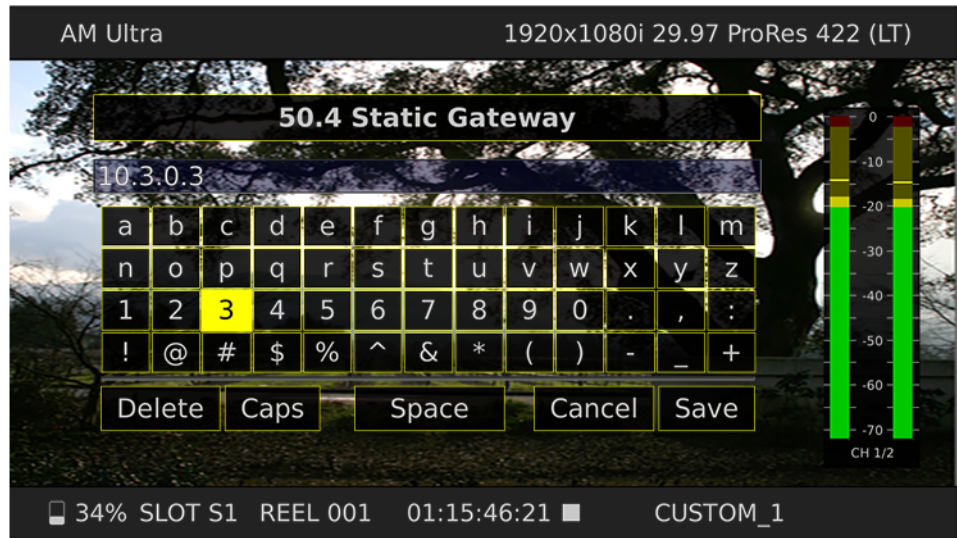 AM Ultra 1920x1080i 29.97 ProRes 422 (LT)
50.4 Static Gateway
10.3.0.3
a b c d e f g h i j k l m
n o p q r s t u v w x y z
1 2 3 4 5 6 7 8 9 0 . , :
! @ # $ % ^ & * ( ) - _ +
Delete Caps Space Cancel Save
0
-10
-20
-30
-40
-50
-60
-70
CH 1/2
34% SLOT S1 REEL 001 01:15:46:21 CUSTOM_1